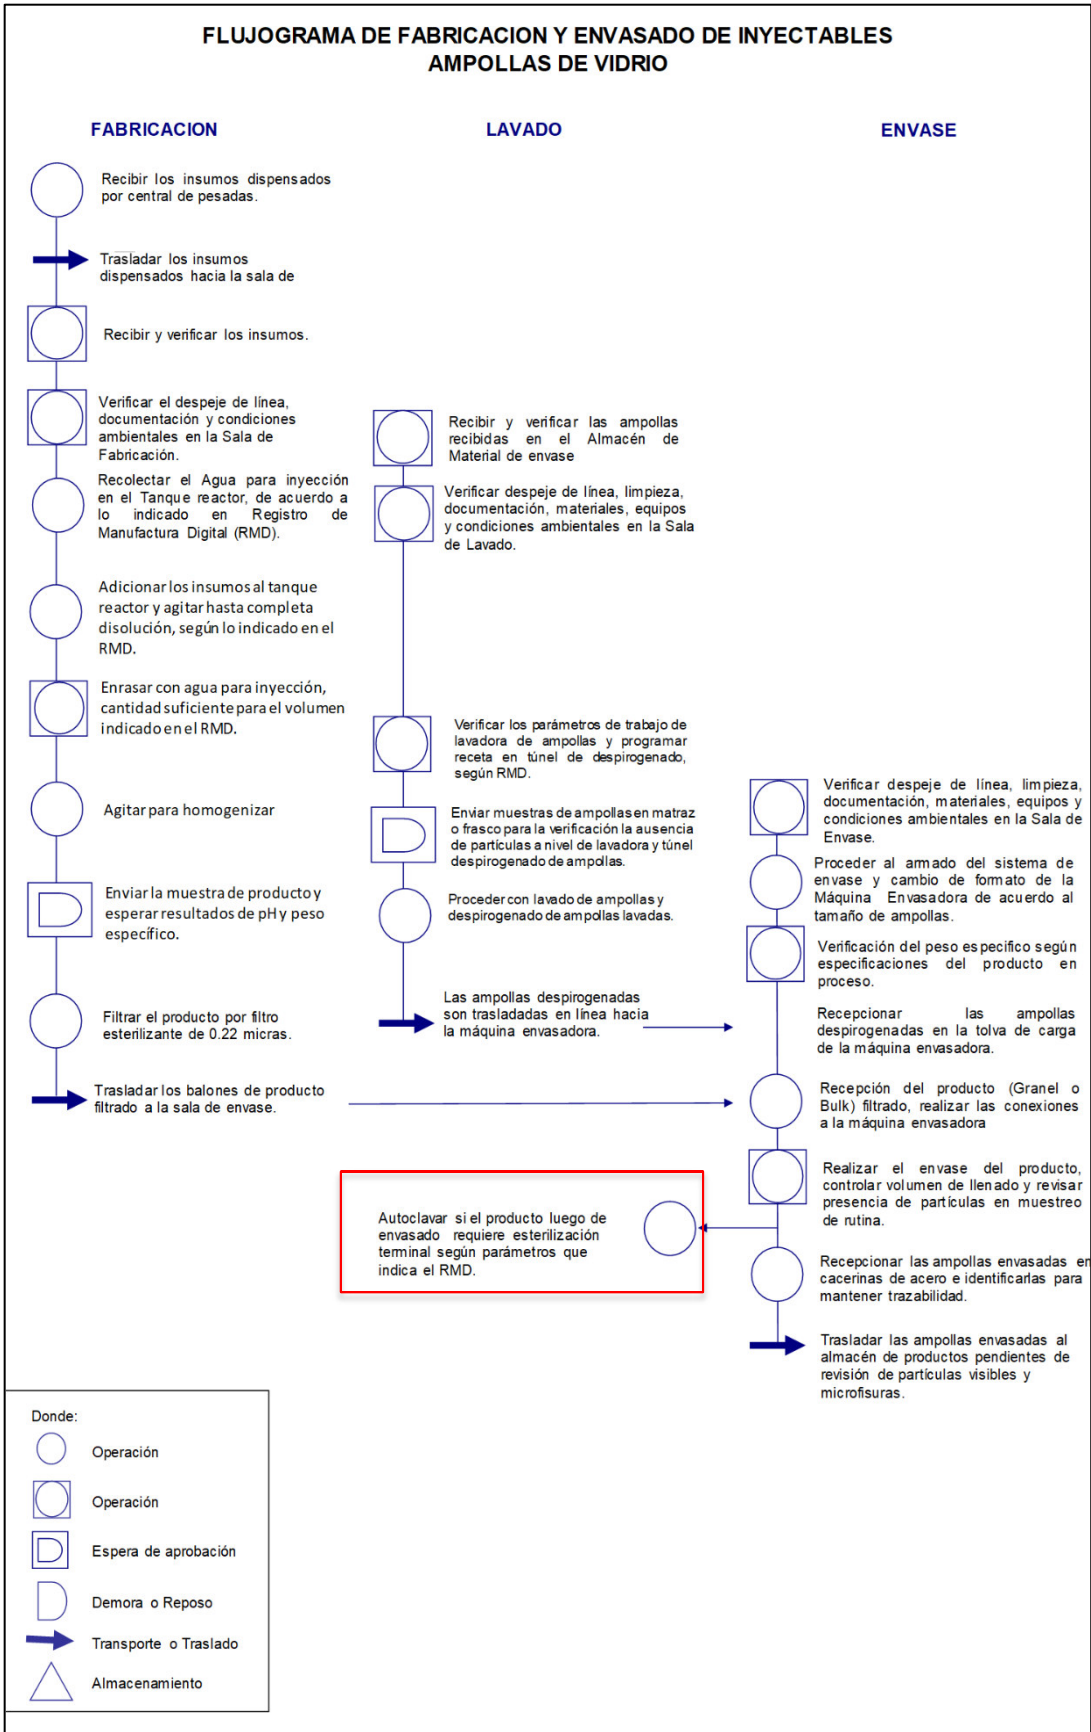 FLUJOGRAMA DE FABRICACION Y ENVASADO DE INYECTABLES
AMPOLLAS DE VIDRIO
FABRICACION
Recibir los insumos dispensados
por central de pesadas.
Trasladar los insumos
dispensados hacia la sala de
Recibir y verificar los insumos.
Verificar el despeje de línea,
documentación y condiciones
ambientales en la Sala de
Fabricación.
Recolectar el Agua para inyección
en el Tanque reactor, de acuerdo a
lo indicado en Registro de
Manufactura Digital (RMD).
Adicionar los insumos al tanque
reactor y agitar hasta completa
disolución, según lo indicado en el
RMD.
Enrasar con agua para inyección,
cantidad suficiente para el volumen
indicado en el RMD.
Agitar para homogenizar
Enviar la muestra de producto y
esperar resultados de pH y peso
específico.
Filtrar el producto por filtro
esterilizante de 0.22 micras.
Trasladar los balones de producto
filtrado a la sala de envase.
LAVADO
Recibir y verificar las ampollas
recibidas en el Almacén de
Material de envase
Verificar despeje de línea, limpieza,
documentación, materiales, equipos
y condiciones ambientales en la Sala
de Lavado.
Verificar los parámetros de trabajo de
lavadora de ampollas y programar
receta en túnel de despirogenado,
según RMD.
Enviar muestras de ampollas en matraz
o frasco para la verificación la ausencia
de partículas a nivel de lavadora y túnel
despirogenado de ampollas.
Proceder con lavado de ampollas y
despirogenado de ampollas lavadas.
Las ampollas despirogenadas
son trasladadas en línea hacia
la máquina envasadora.
ENVASE
Verificar despeje de línea, limpieza,
documentación, materiales, equipos y
condiciones ambientales en la Sala de
Envase.
Proceder al armado del sistema de
envase y cambio de formato de la
Máquina Envasadora de acuerdo al
tamaño de ampollas.
Verificación del peso especifico según
especificaciones del producto en
proceso.
Recepcionar las ampollas
despirogenadas en la tolva de carga
de la máquina envasadora.
Recepción del producto (Granel o
Bulk) filtrado, realizar las conexiones
a la máquina envasadora
Realizar el envase del producto,
controlar volumen de llenado y revisar
presencia de partículas en muestreo
de rutina.
Autoclavar si el producto luego de
envasado requiere esterilización
terminal según parámetros que
indica el RMD.
Recepcionar las ampollas envasadas en
cacerinas de acero e identificarlas para
mantener trazabilidad.
Trasladar las ampollas envasadas al
almacén de productos pendientes de
revisión de partículas visibles y
microfisuras.
Donde:
Operación
Operación
Espera de aprobación
Demora o Reposo
Transporte o Traslado
Almacenamiento